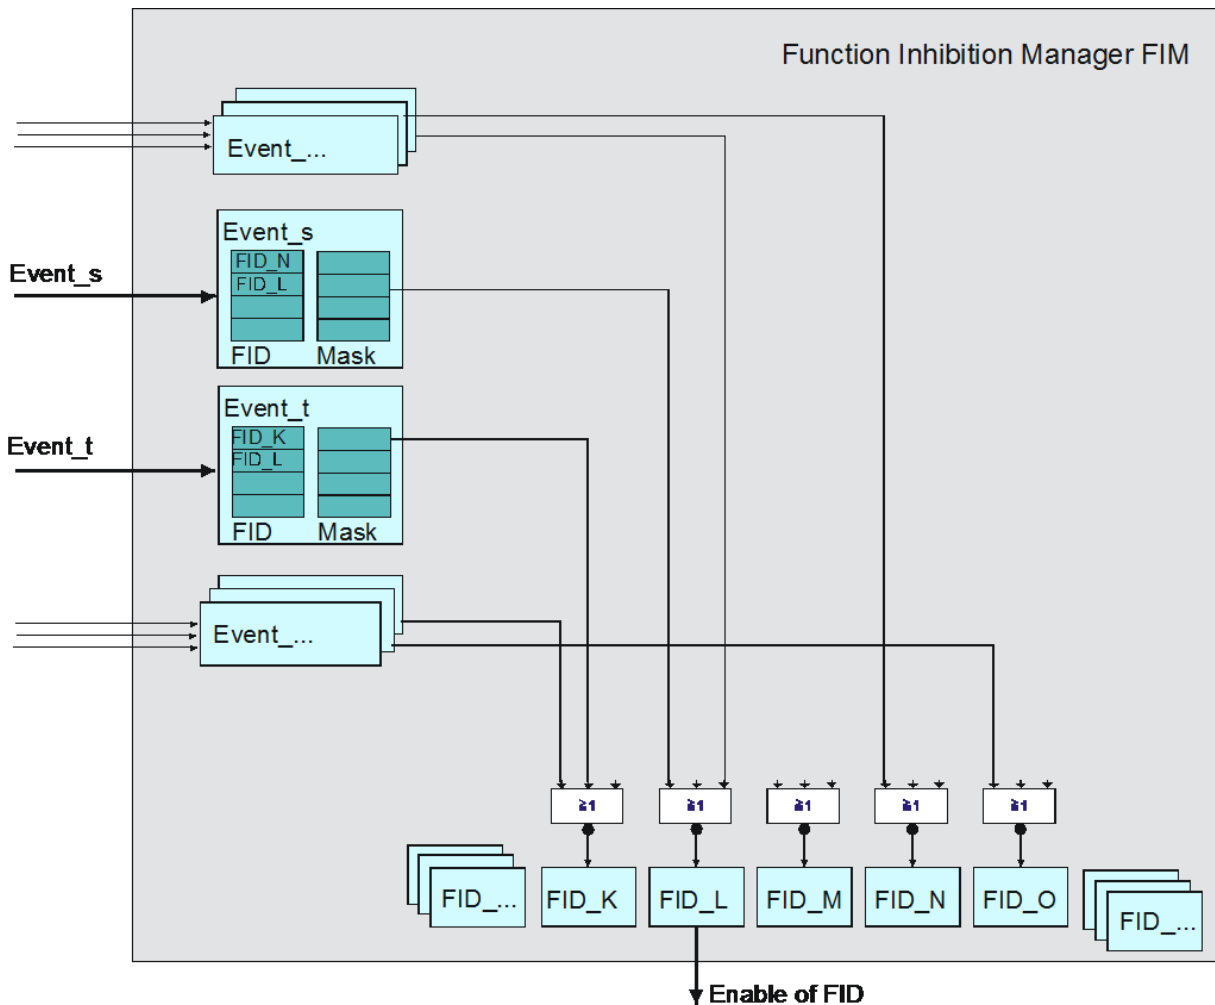 Function Inhibition Manager FIM
Event_...
Event_s
Event_s
FID_N
FID_L
FID Mask
Event_t
Event_t
FID_K
FID_L
FID Mask
Event_...
≥1 ≥1 ≥1 ≥1 ≥1
FID_... FID_K FID_L FID_M FID_N FID_O FID_...
Enable of FID